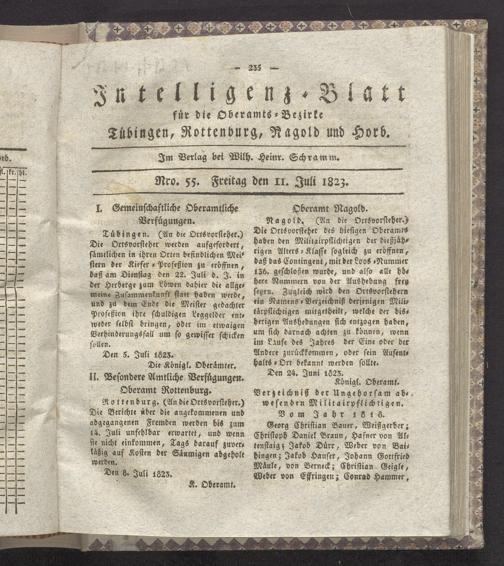 — 235 —
Intelligenz-Blatt
für die Oberamts-Bezirke
Tübingen, Rottenburg, Nagold und Horb.
Im Verlag bei Wilh. Heinr. Schramm.
Nro. 55. Freitag den 11. Juli 1823.
I. Gemeinschaftliche Oberamtliche
Verfügungen.
Tübingen. (An die Ortsvorsteher.)
Die Ortsvorsteher werden aufgefordert,
sämtlichen in ihren Orten befindlichen Mei-
stern der Kiefer-Profession zu eröffnen,
daß am Dienstag den 22. Juli d. J. in
der Herberge zum Löwen dahier die allge-
meine Zusammenkunft statt haben werde,
und zu dem Ende die Meister gedachter
Profession ihre schuldigen Leggelder ent-
weder selbst bringen, oder im etwaigen
Verhinderungsfall um so gewisser schicken
sollen.
Den 5. Juli 1823.
Die Königl. Oberämter.
II. Besondere Amtliche Verfügungen.
Oberamt Rottenburg.
Rottenburg. (An die Ortsvorsteher.)
Die Berichte über die angekommenen und
abgegangenen Fremden werden bis zum
14. Juli unfehlbar erwartet, und wenn
sie nicht einkommen, Tags darauf zuver-
läßig auf Kosten der Säumigen abgeholt
werden.
Den 8. Juli 1823.
K. Oberamt.
Oberamt Nagold.
Nagold. (An die Ortsvorsteher.)
Die Ortsvorsteher des hiesigen Oberamts
haben den Militärpflichtigen der dießjäh-
rigen Alters-Klasse sogleich zu eröffnen,
daß das Contingent, mit der Loos-Nummer
136. geschlossen wurde, und also alle hö-
here Nummern von der Aushebung frey
seyen. Zugleich wird den Ortsvorstehern
ein Namens-Verzeichniß derjenigen Mili-
tärpflichtigen mitgetheilt, welche der bis-
herigen Aushebungen sich entzogen haben,
um sich darnach achten zu können, wenn
im Laufe des Jahres der Eine oder der
Andere zurückkommen, oder sein Aufent-
halts-Ort bekannt werden sollte.
Den 24. Juni 1823.
Königl. Oberamt.
Verzeichniß der Ungehorsam ab-
wesenden Militairpflichtigen.
Vom Jahr 1818.
Georg Christian Bauer, Weißgerber;
Christoph Daniel Braun, Hafner von Al-
tenstaig; Jakob Dürr, Weber von Bai-
hingen; Jakob Hauser, Johann Gottfried
Mäule, von Berneck; Christian Geigle,
Weber von Effringen; Conrad Hammer,